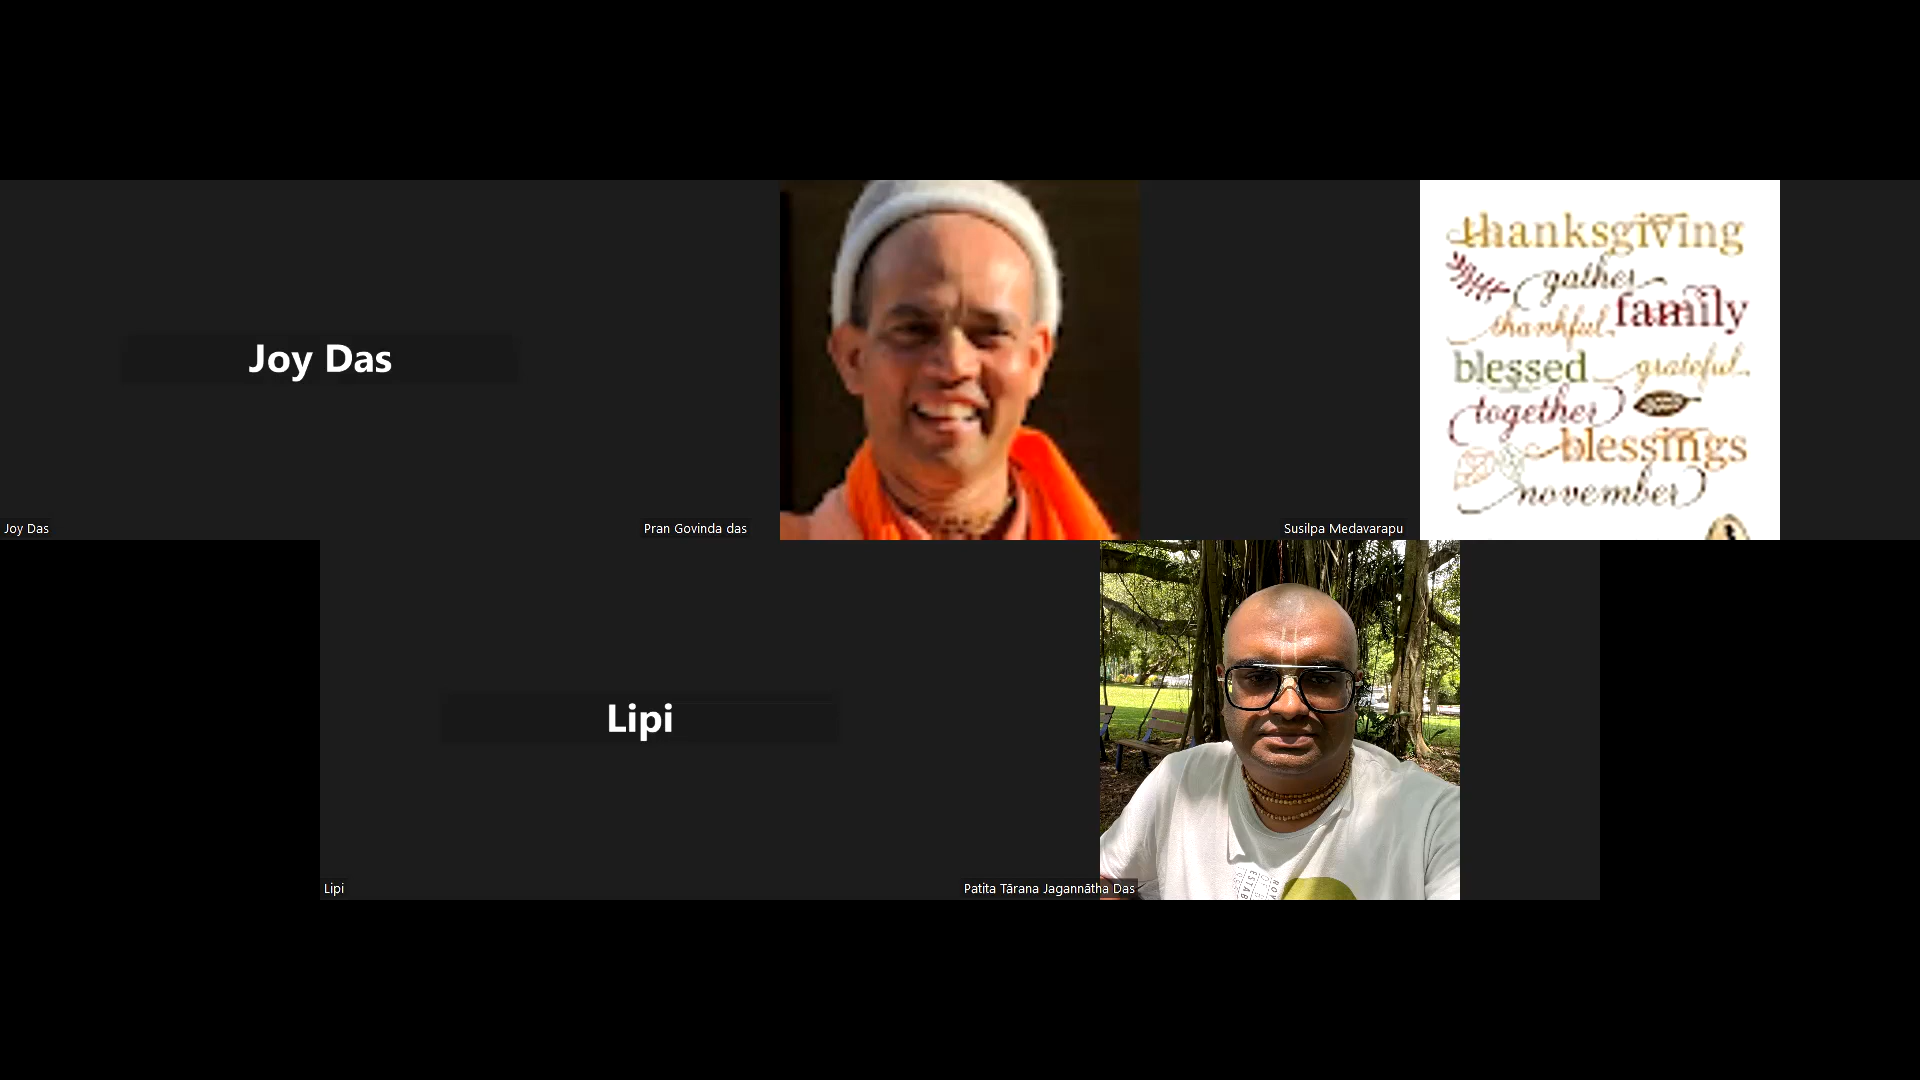 Joy Das
Joy Das
Pran Govinda das
Susilpa Medavarapu
thanksgiving
gather
family
thankful
blessed
grateful
together
blessings
november
Lipi
Lipi
Patita Tārana Jagannātha Das